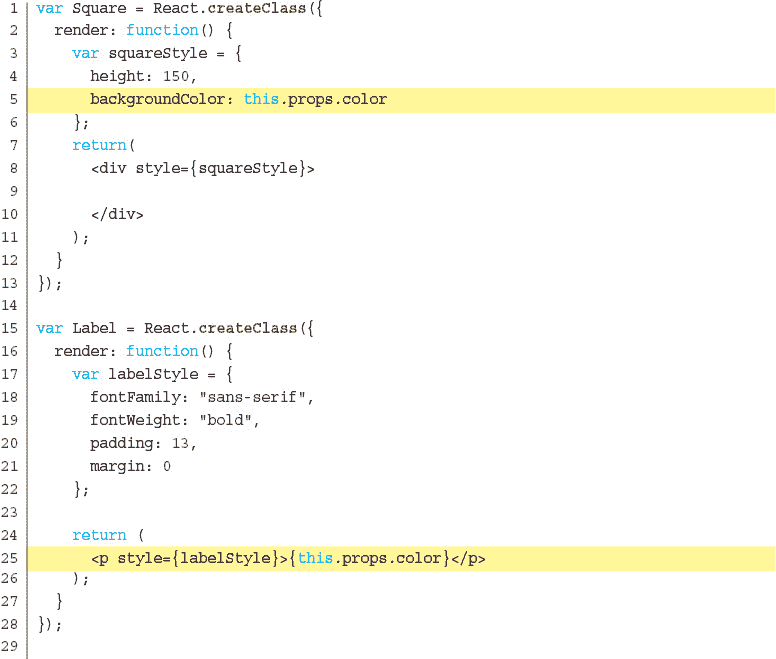 1 var Square = React.createClass({
2   render: function() {
3     var squareStyle = {
4       height: 150,
5       backgroundColor: this.props.color
6     };
7     return(
8       <div style={squareStyle}>
9
10       </div>
11     );
12   }
13 });
14
15 var Label = React.createClass({
16   render: function() {
17     var labelStyle = {
18       fontFamily: "sans-serif",
19       fontWeight: "bold",
20       padding: 13,
21       margin: 0
22     };
23
24     return (
25       <p style={labelStyle}>{this.props.color}</p>
26     );
27   }
28 });
29